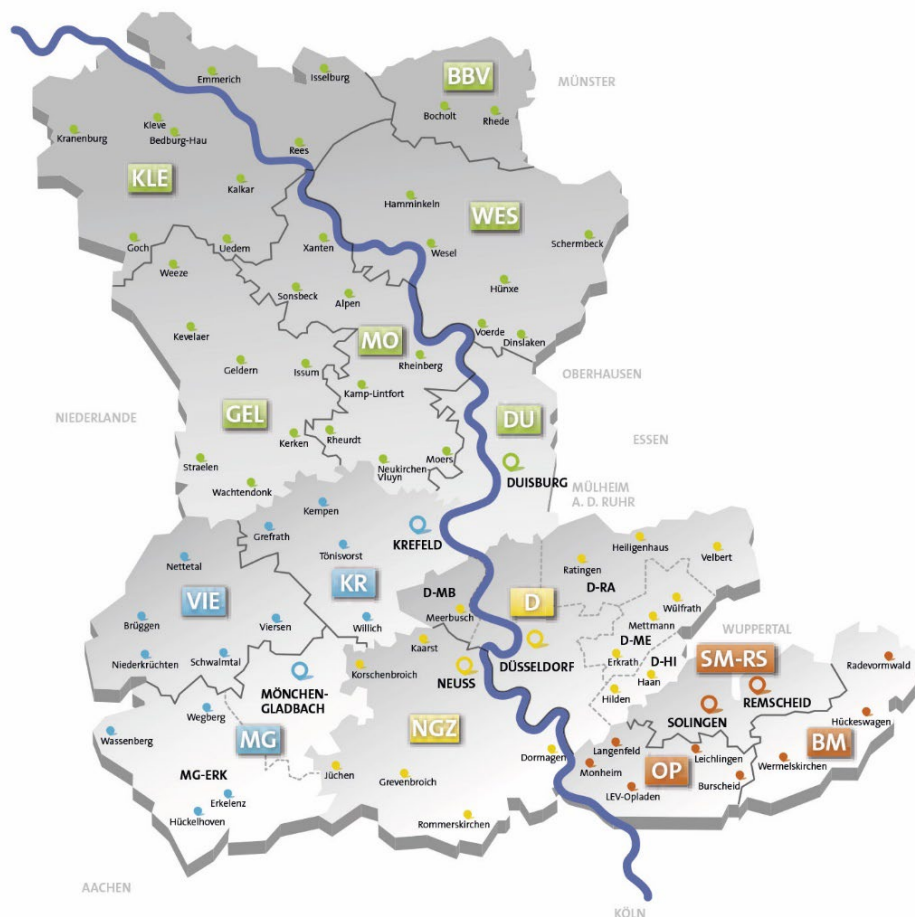 BBV
MÜNSTER
Emmerich
Isselburg
Bocholt
Rhede
Kranenburg
Kleve
Bedburg-Hau
Rees
KLE
Kalkar
Hamminkeln
WES
Schermbeck
Goch
Uedem
Xanten
Wesel
Weeze
Sonsbeck
Alpen
Hünxe
Kevelaer
Voerde
Dinslaken
MO
Geldern
Issum
Rheinberg
OBERHAUSEN
Kamp-Lintfort
NIEDERLANDE
GEL
DU
Kerken
Rheurdt
ESSEN
Straelen
Moers
Neukirchen
Vluyn
DUISBURG
Wachtendonk
MÜLHEIM
A. D. RUHR
Kempen
Grefrath
KREFELD
Heiligenhaus
Velbert
Nettetal
Tönisvorst
Ratingen
KR
D-MB
D-RA
VIE
D
Meerbusch
Wülfrath
Brüggen
Viersen
Willich
Mettmann
WUPPERTAL
Kaarst
D-ME
Niederkrüchten
Schwalmtal
Korschenbroich
NEUSS
DÜSSELDORF
Erkrath
D-HI
SM-RS
Radevormwald
MÖNCHEN-
GLADBACH
Haan
Hilden
REMSCHEID
Wegberg
SOLINGEN
Hückeswagen
Wassenberg
MG
NGZ
BM
Dormagen
Langenfeld
Leichlingen
Wermelskirchen
MG-ERK
Jüchen
Grevenbroich
Monheim
OP
Burscheid
Erkelenz
LEV-Opladen
Hückelhoven
Rommerskirchen
AACHEN
KÖLN